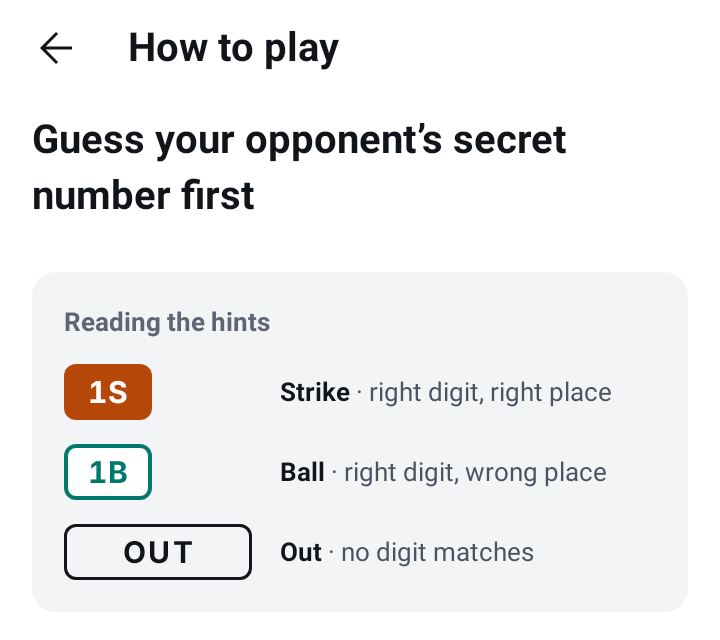 How to play
Guess your opponent’s secret
number first
Reading the hints
1S Strike · right digit, right place
1B Ball · right digit, wrong place
OUT Out · no digit matches